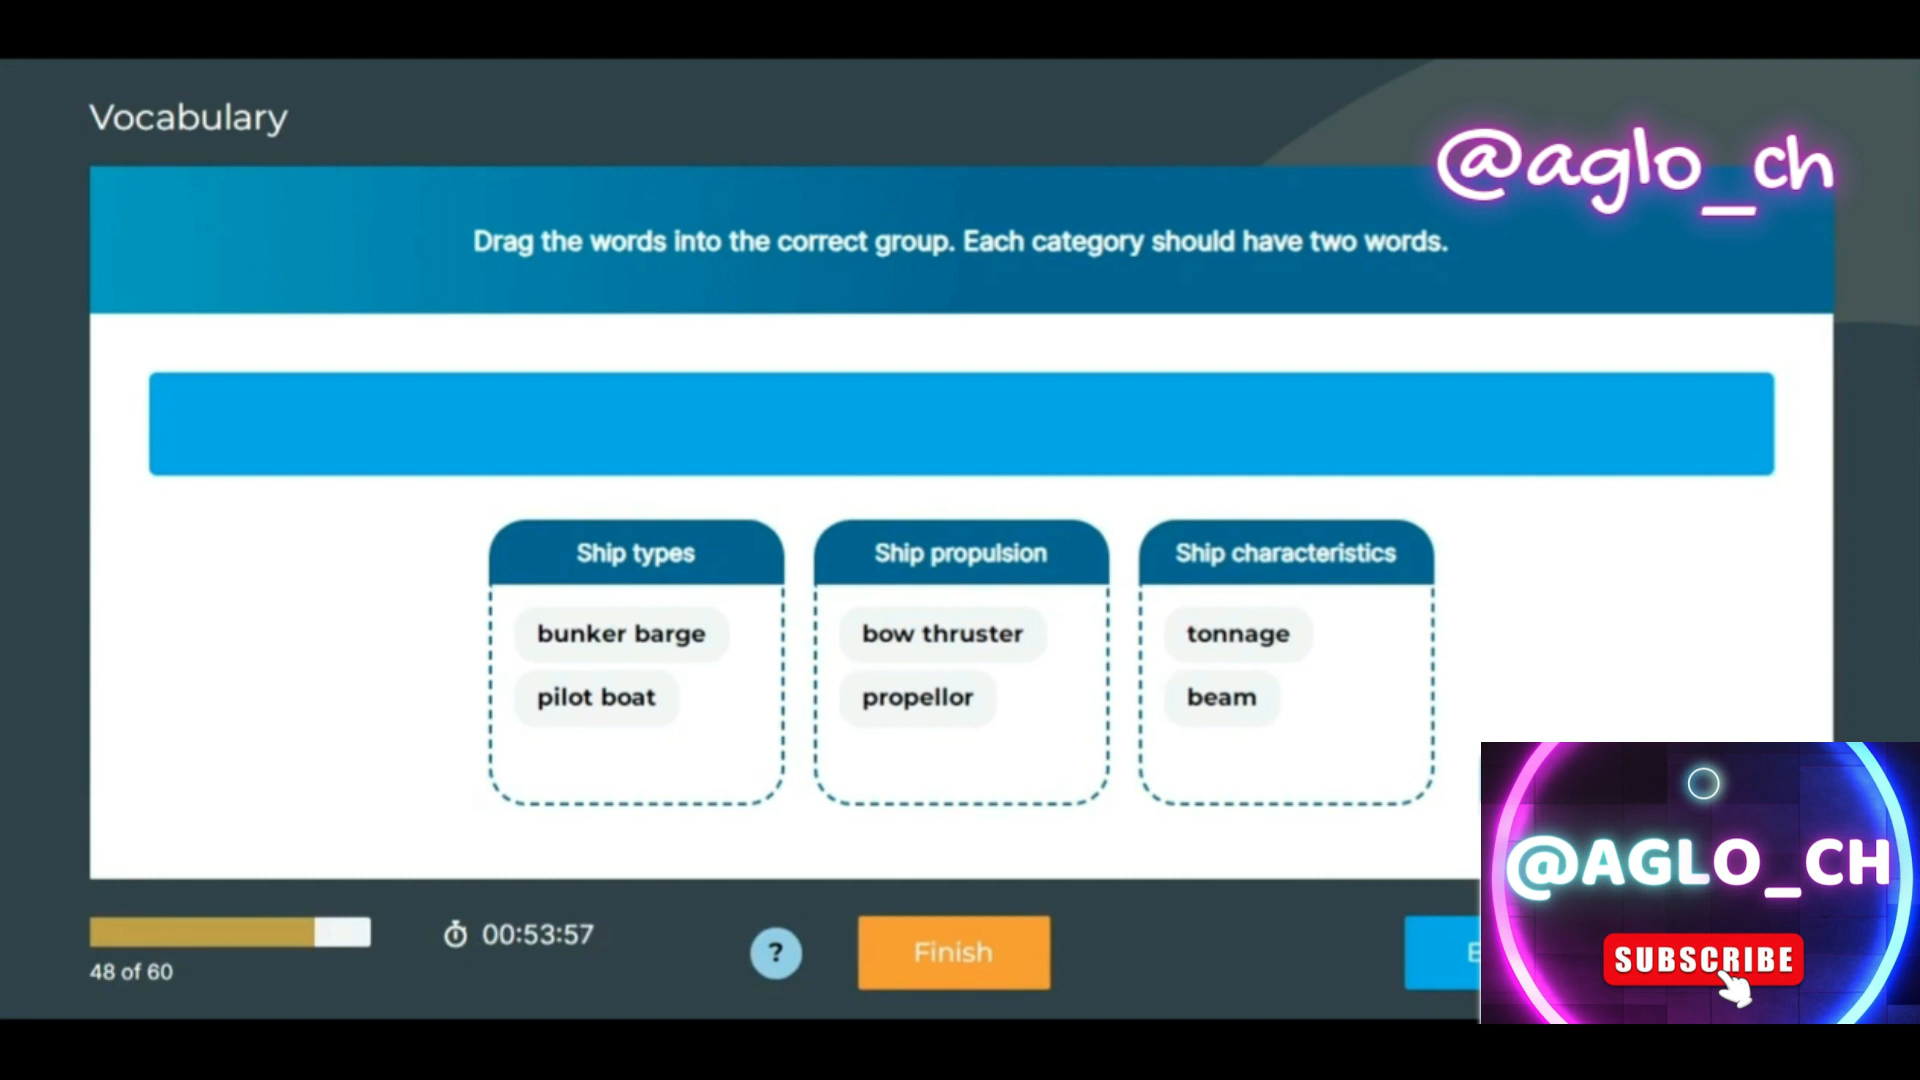 Vocabulary
@aglo_ch
Drag the words into the correct group. Each category should have two words.
Ship types
Ship propulsion
Ship characteristics
bunker barge
bow thruster
tonnage
pilot boat
propellor
beam
00:53:57
48 of 60
?
Finish
@AGLO_CH
SUBSCRIBE